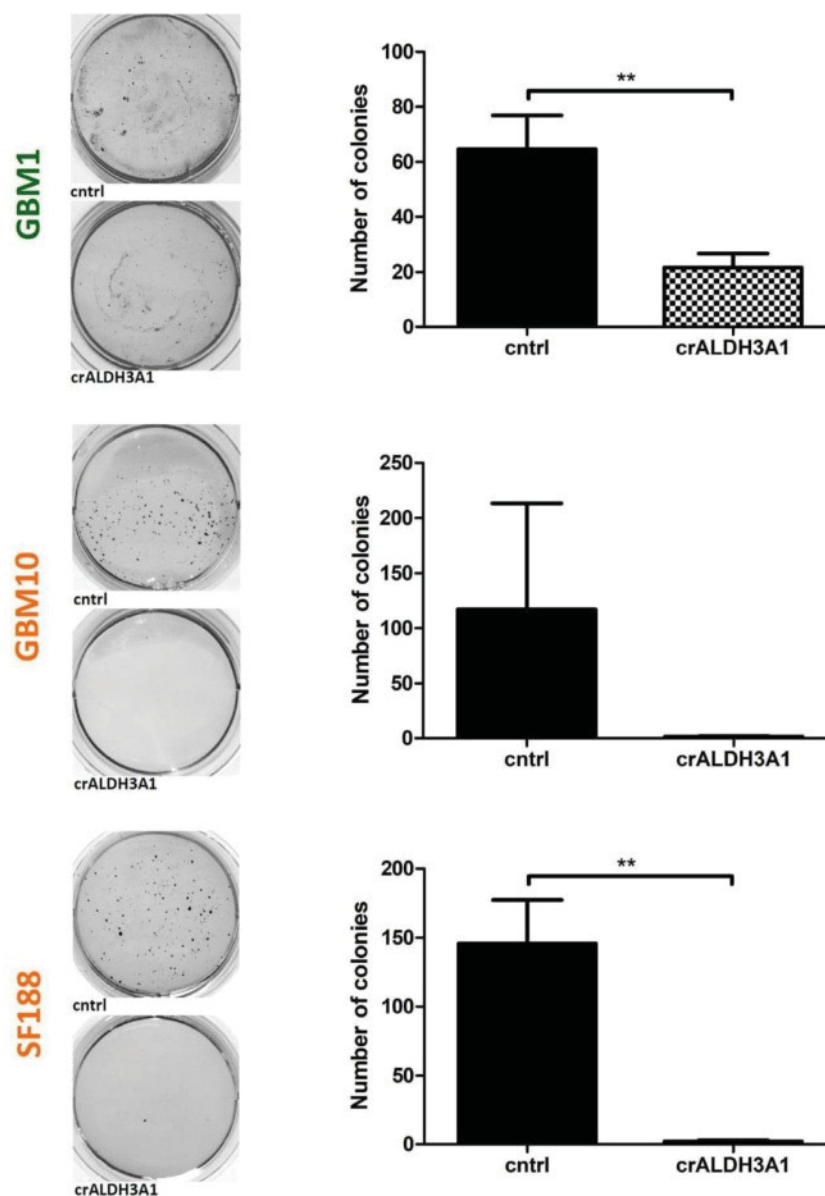 GBM1
cntrl
crALDH3A1
Number of colonies
100
80
60
40
20
0
**
cntrl
crALDH3A1
GBM10
cntrl
crALDH3A1
Number of colonies
250
200
150
100
50
0
cntrl
crALDH3A1
SF188
cntrl
crALDH3A1
Number of colonies
200
150
100
50
0
**
cntrl
crALDH3A1